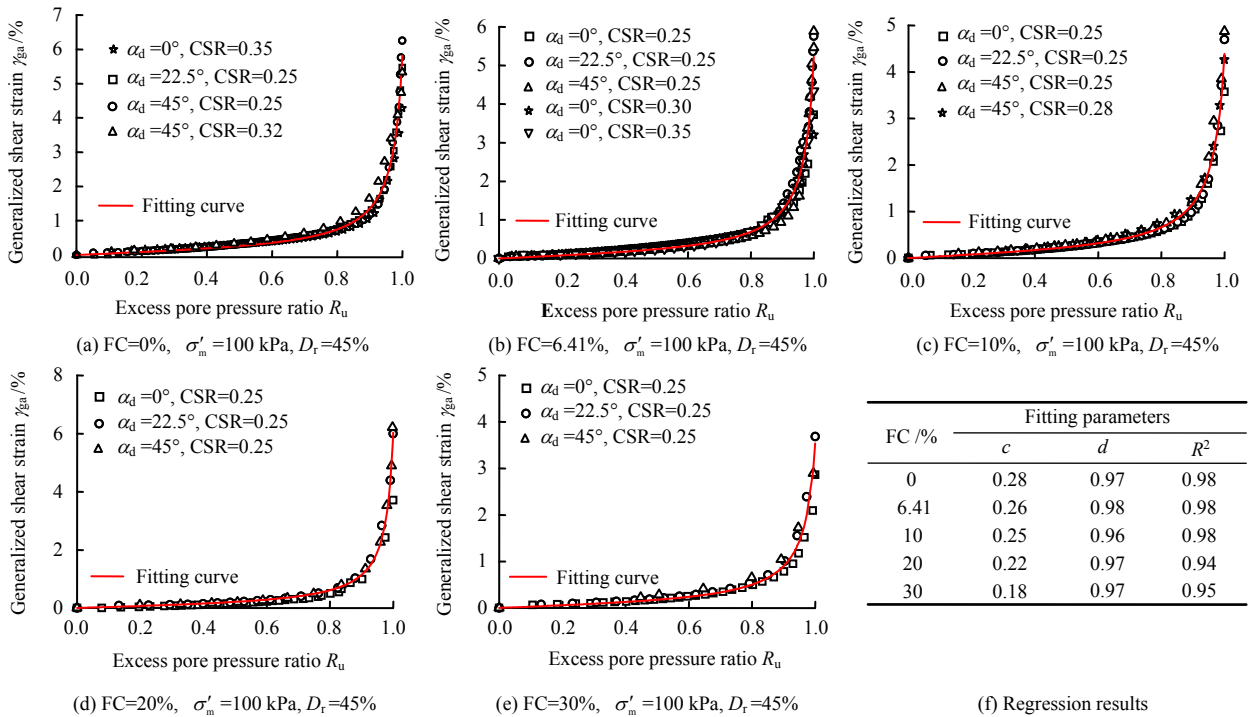 Generalized shear strain γga /%
7
6
5
4
3
2
1
0
0.0 0.2 0.4 0.6 0.8 1.0
αd =0°, CSR=0.35
αd =22.5°, CSR=0.25
αd =45°, CSR=0.25
αd =45°, CSR=0.32
Fitting curve
Excess pore pressure ratio Ru
(a) FC=0%, σ′m =100 kPa, Dr=45%
Generalized shear strain γga /%
6
5
4
3
2
1
0
0.0 0.2 0.4 0.6 0.8 1.0
αd =0°, CSR=0.25
αd =22.5°, CSR=0.25
αd =45°, CSR=0.25
αd =0°, CSR=0.30
αd =0°, CSR=0.35
Fitting curve
Excess pore pressure ratio Ru
(b) FC=6.41%, σ′m =100 kPa, Dr=45%
Generalized shear strain γga /%
5
4
3
2
1
0
0.0 0.2 0.4 0.6 0.8 1.0
αd =0°, CSR=0.25
αd =22.5°, CSR=0.25
αd =45°, CSR=0.25
αd =45°, CSR=0.28
Fitting curve
Excess pore pressure ratio Ru
(c) FC=10%, σ′m =100 kPa, Dr=45%
Generalized shear strain γga /%
8
6
4
2
0
0.0 0.2 0.4 0.6 0.8 1.0
αd =0°, CSR=0.25
αd =22.5°, CSR=0.25
αd =45°, CSR=0.25
Fitting curve
Excess pore pressure ratio Ru
(d) FC=20%, σ′m =100 kPa, Dr=45%
Generalized shear strain γga /%
5
4
3
2
1
0
0.0 0.2 0.4 0.6 0.8 1.0
αd =0°, CSR=0.25
αd =22.5°, CSR=0.25
αd =45°, CSR=0.25
Fitting curve
Excess pore pressure ratio Ru
(e) FC=30%, σ′m =100 kPa, Dr=45%
FC /% Fitting parameters
c d R²
0 0.28 0.97 0.98
6.41 0.26 0.98 0.98
10 0.25 0.96 0.98
20 0.22 0.97 0.94
30 0.18 0.97 0.95
(f) Regression results